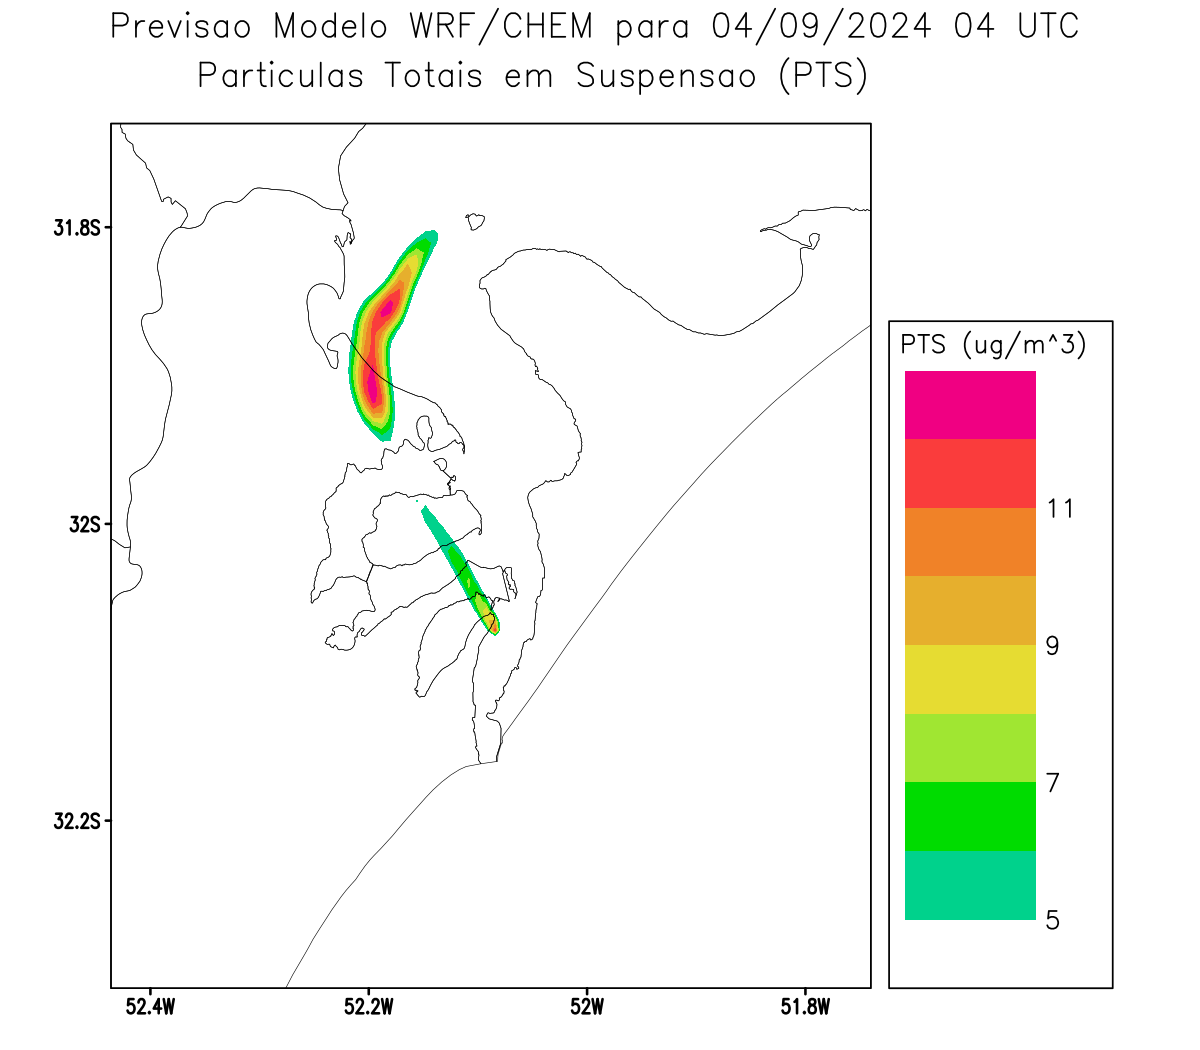 Previsao Modelo WRF/CHEM para 04/09/2024 04 UTC
Particulas Totais em Suspensao (PTS)
31.8S
32S
32.2S
52.4W
52.2W
52W
51.8W
PTS (ug/m^3)
11
9
7
5